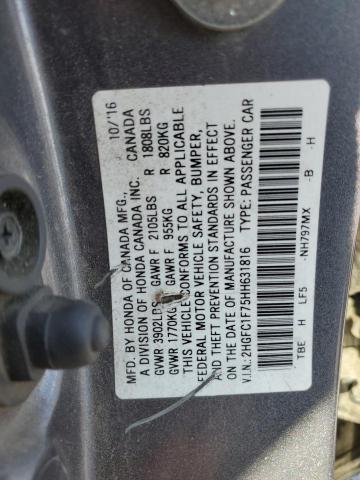 MFD. BY HONDA OF CANADA MFG., 10/'16
A DIVISION OF HONDA CANADA INC. CANADA
GVWR 3902LBS GAWR F 2105LBS R 1808LBS
GVWR 1770KG GAWR F 955KG R 820KG
THIS VEHICLE CONFORMS TO ALL APPLICABLE
FEDERAL MOTOR VEHICLE SAFETY, BUMPER,
AND THEFT PREVENTION STANDARDS IN EFFECT
ON THE DATE OF MANUFACTURE SHOWN ABOVE.
V.I.N.: 2HGFC1F75HH631816 TYPE: PASSENGER CAR
TBE H LF5 NH797MX -B -H